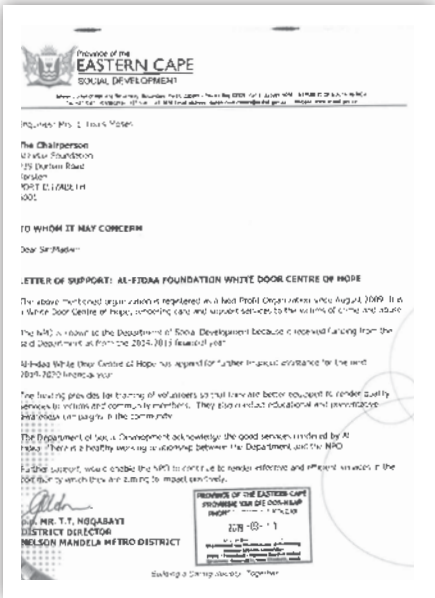 Province of the
EASTERN CAPE
SOCIAL DEVELOPMENT
The Chairperson
Foundation
Durban Road
PORT ELIZABETH
6001
TO WHOM IT MAY CONCERN
Dear Sir/Madam
LETTER OF SUPPORT: AL-FIDAA FOUNDATION WHITE DOOR CENTRE OF HOPE
The above mentioned organization is registered as a Non Profit Organization since August 2009. It is
a White Door Centre of Hope, rendering care and support services to the victims of crime and abuse
The NPO is known to the Department of Social Development because it received funding from the
said Department as from the 2014-2015 financial year
Al-Fidaa White Door Centre of Hope has applied for further financial assistance for the next
2019-2020 financial year
The funding provides for training of volunteers so that they are better equipped to render quality
services to victims and community members. They also conduct educational and preventative
awareness campaigns in the community
The Department of Social Development acknowledge the good services rendered by Al
Fidaa. There is a healthy working relationship between the Department and the NPO
Further support, would enable the NPO to continue to render effective and efficient services in the
community which they are aiming to impact positively.
MR. T.T. NOQABAYI
DISTRICT DIRECTOR
NELSON MANDELA METRO DISTRICT
PROVINCE OF THE EASTERN CAPE
PROVINSIE VAN DIE OOS-KAAP
2019 -03-
Building a Caring Society. Together